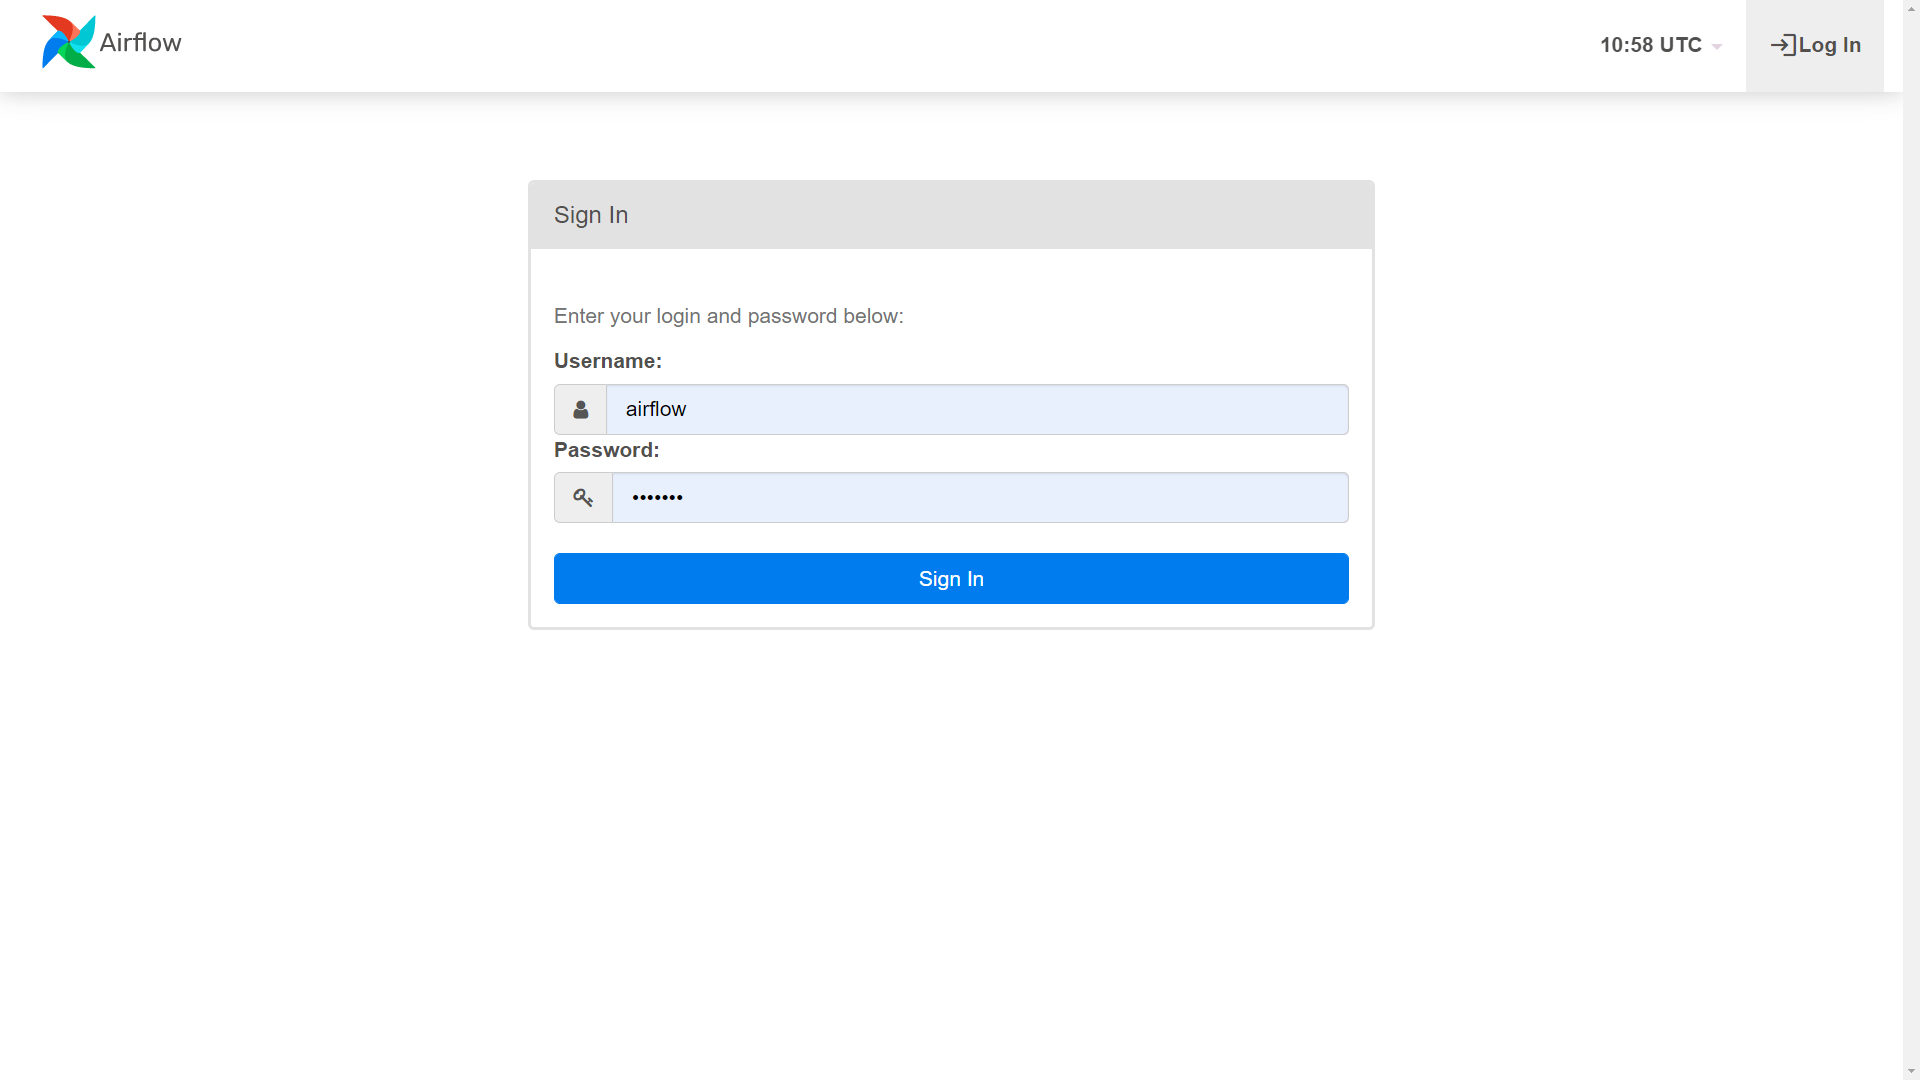 Airflow
10:58 UTC
Log In
Sign In
Enter your login and password below:
Username:
airflow
Password:
•••••••
Sign In